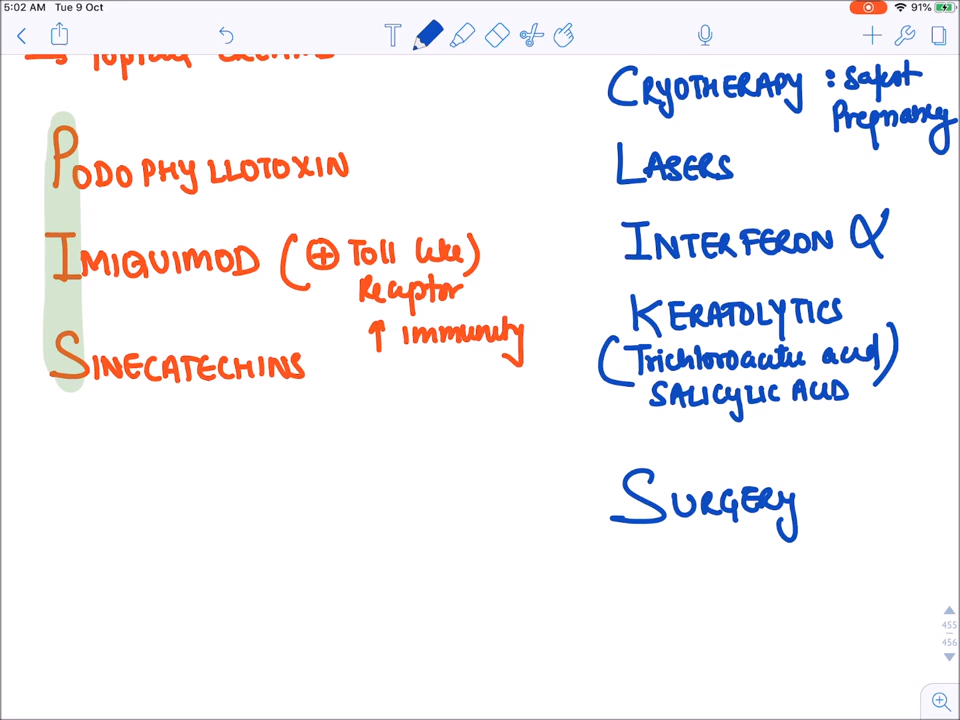 5:02 AM Tue 9 Oct
91%
T
PODOPHYLLOTOXIN
IMIQUIMOD (⊕ Toll like)
Receptor
↑ immunity
SINECATECHINS
CRYOTHERAPY : Safest
Pregnancy
LASERS
INTERFERON α
KERATOLYTICS
(Trichloroacetic acid)
SALICYLIC ACID
SURGERY
455
456